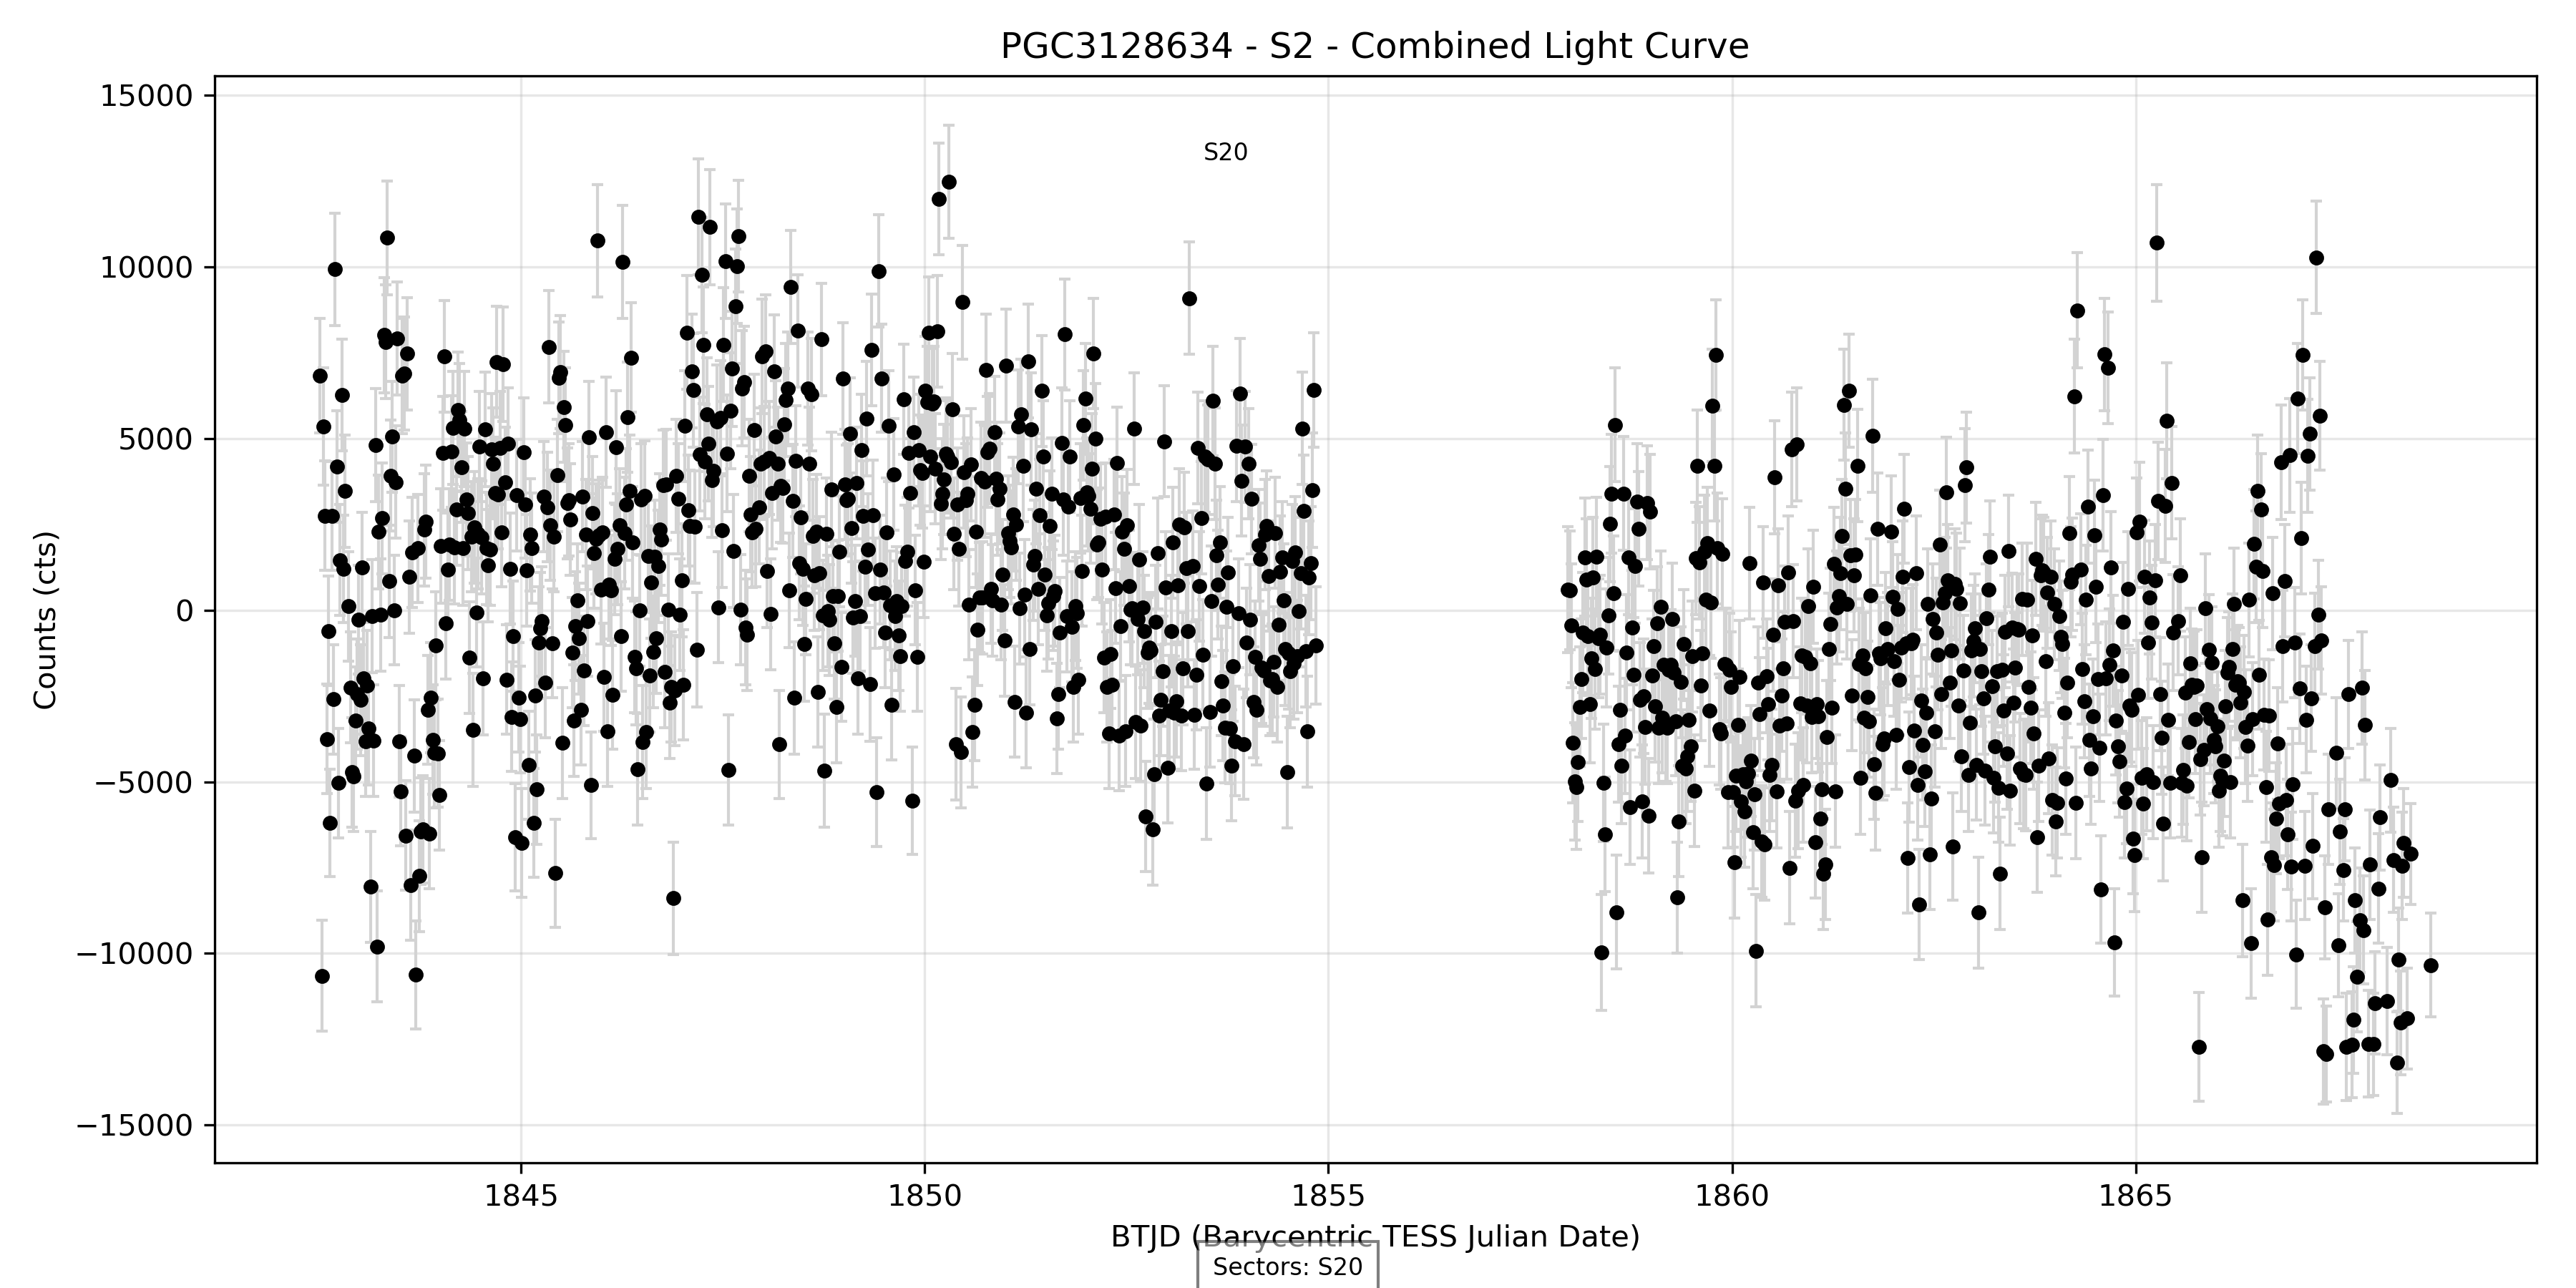 PGC3128634 - S2 - Combined Light Curve
S20
Counts (cts)
15000
10000
5000
0
−5000
−10000
−15000
1845
1850
1855
1860
1865
BTJD (Barycentric TESS Julian Date)
Sectors: S20